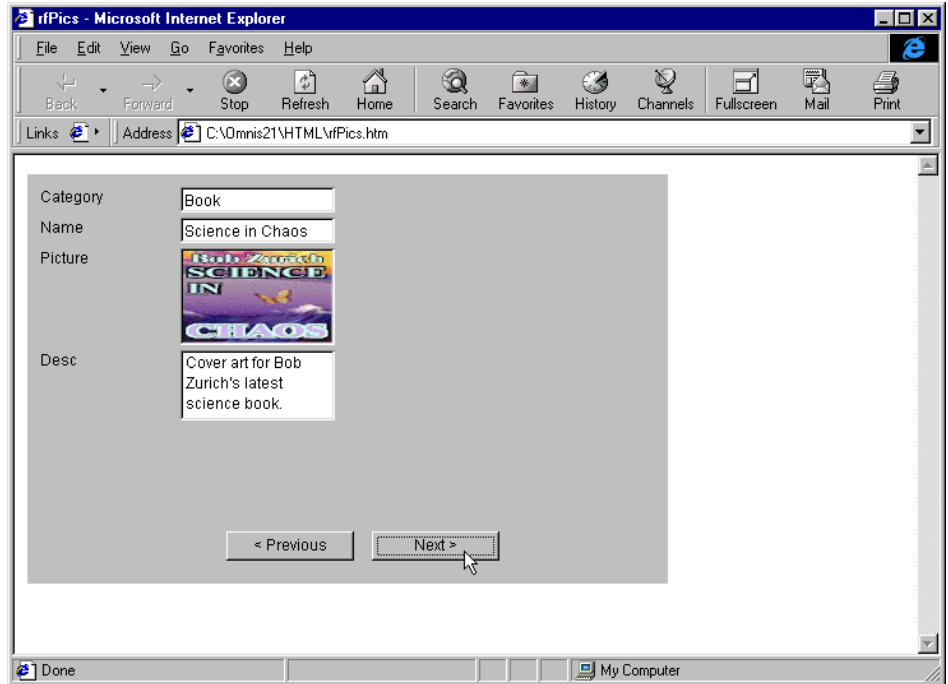 rfPics - Microsoft Internet Explorer
File Edit View Go Favorites Help
Back Forward Stop Refresh Home Search Favorites History Channels Fullscreen Mail Print
Links Address C:\Omnis21\HTML\rfPics.htm
Category Book
Name Science in Chaos
Picture
Bob Zurich
SCIENCE
IN
CHAOS
Desc
Cover art for Bob
Zurich's latest
science book.
< Previous Next >
Done My Computer